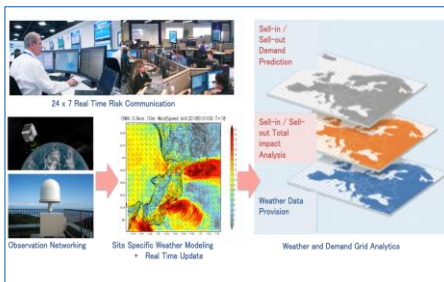 24 x 7 Real Time Risk Communication
Observation Networking
Site Specific Weather Modeling
+ Real Time Update
Sell-in /
Sell-out
Demand
Prediction
Sell-in / Sell-
out Total
impact
Analysis
Weather Data
Provision
Weather and Demand Grid Analytics